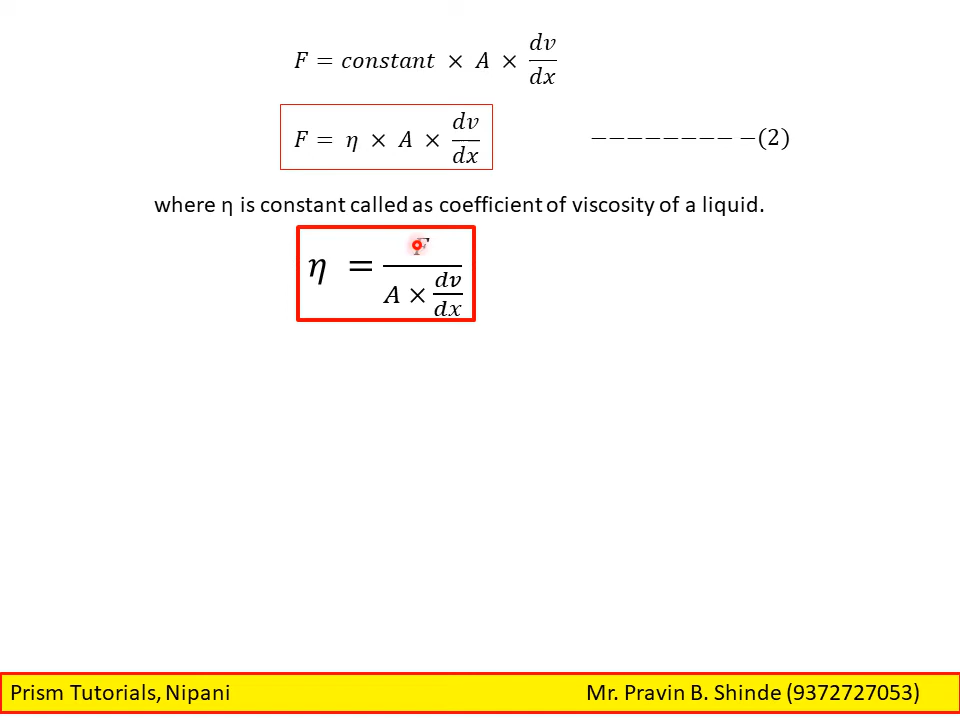 F = constant × A × dv/dx
F = η × A × dv/dx − − − − − − − − −(2)
where η is constant called as coefficient of viscosity of a liquid.
η = F/(A × dv/dx)
Prism Tutorials, Nipani Mr. Pravin B. Shinde (9372727053)